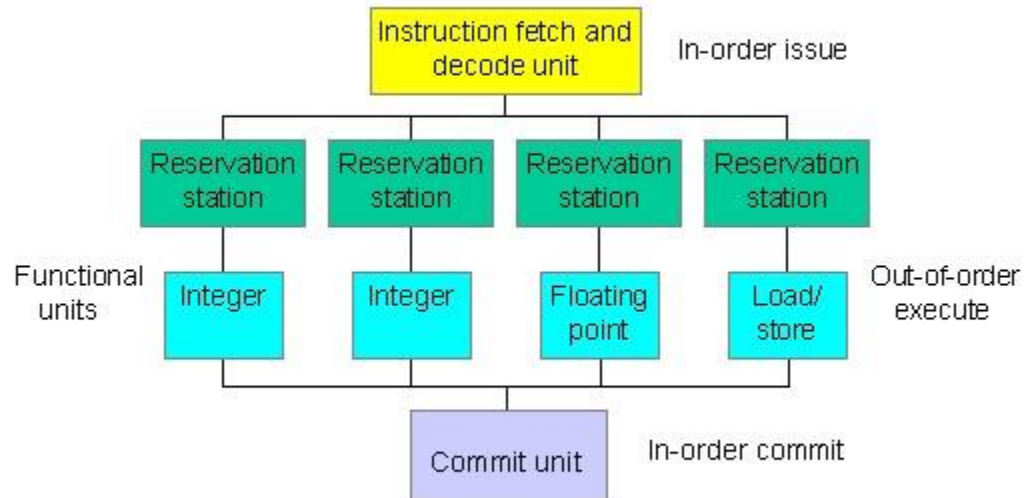 Instruction fetch and
decode unit
In-order issue
Reservation
station
Reservation
station
Reservation
station
Reservation
station
Functional
units
Integer
Integer
Floating
point
Load/
store
Out-of-order
execute
Commit unit
In-order commit